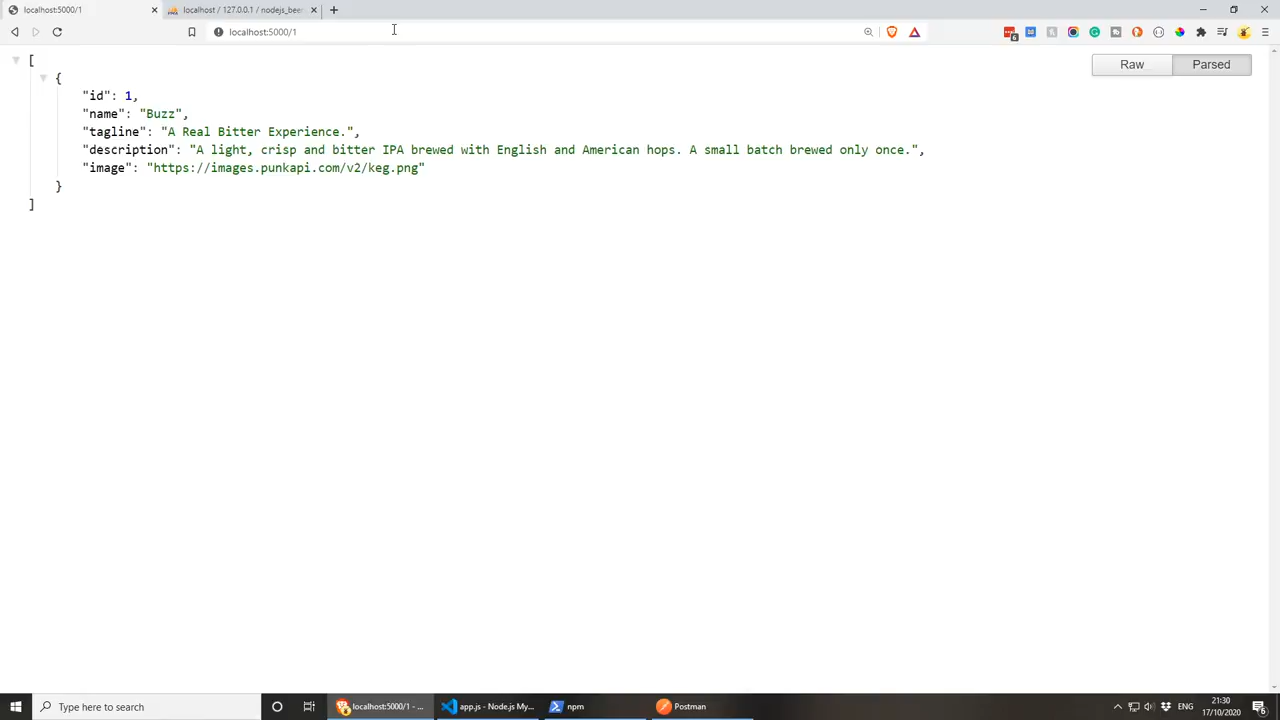 localhost:5000/1
localhost / 127.0.0.1 / nodejs_bee
localhost:5000/1
Raw
Parsed
[
{
"id": 1,
"name": "Buzz",
"tagline": "A Real Bitter Experience.",
"description": "A light, crisp and bitter IPA brewed with English and American hops. A small batch brewed only once.",
"image": "https://images.punkapi.com/v2/keg.png"
}
]
Type here to search
localhost:5000/1 - ...
app.js - Node.js My...
npm
Postman
ENG
21:30
17/10/2020